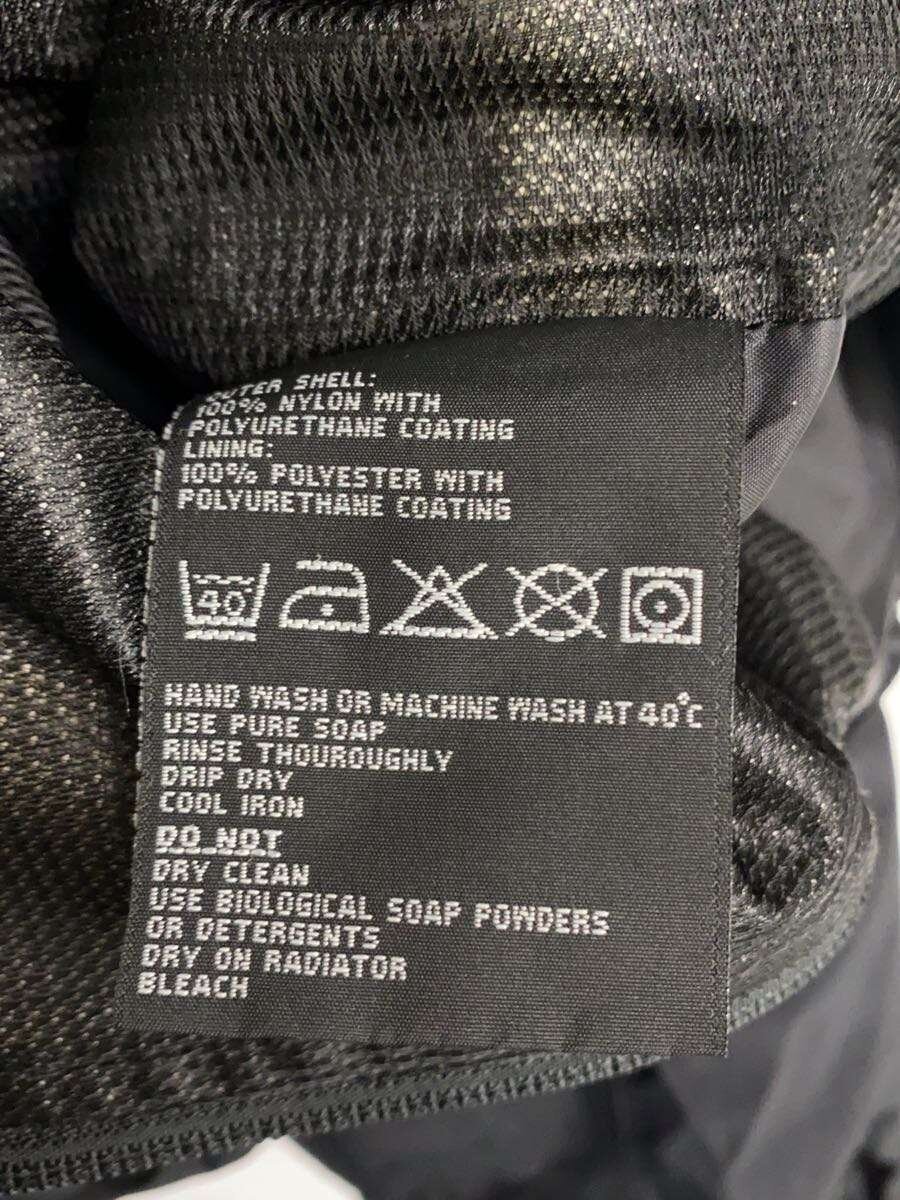 OUTER SHELL:
100% NYLON WITH
POLYURETHANE COATING
LINING:
100% POLYESTER WITH
POLYURETHANE COATING
40
HAND WASH OR MACHINE WASH AT 40°C
USE PURE SOAP
RINSE THOUROUGHLY
DRIP DRY
COOL IRON
DO NOT
DRY CLEAN
USE BIOLOGICAL SOAP POWDERS
OR DETERGENTS
DRY ON RADIATOR
BLEACH